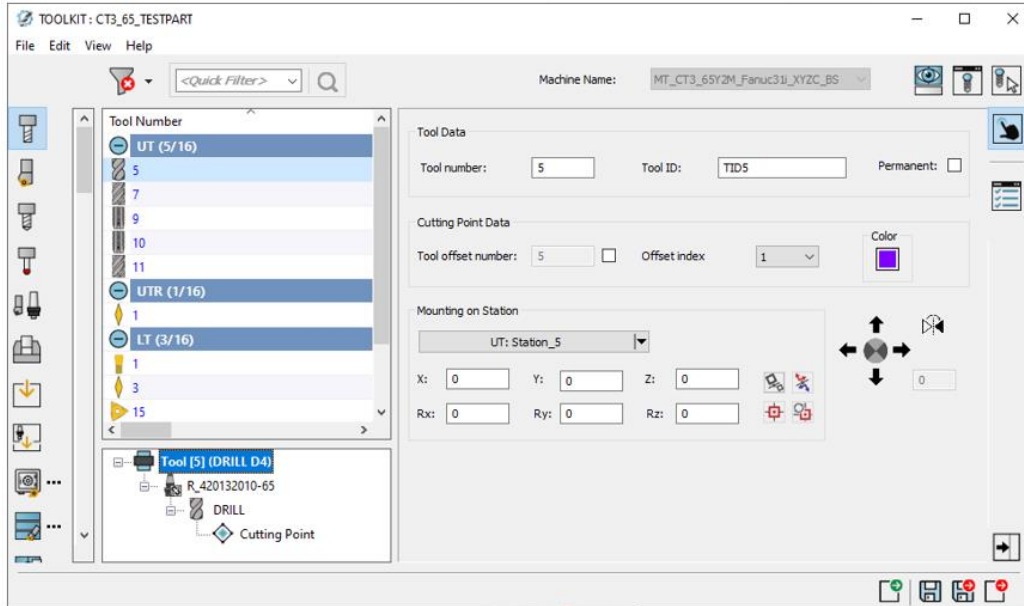 TOOLKIT : CT3_65_TESTPART
File Edit View Help
<Quick Filter>
Machine Name: MT_CT3_65Y2M_Fanuc31i_XYZC_BS
Tool Number
UT (5/16)
5
7
9
10
11
UTR (1/16)
1
LT (3/16)
1
3
15
Tool [5] (DRILL D4)
R_420132010-65
DRILL
Cutting Point
Tool Data
Tool number: 5 Tool ID: TID5 Permanent:
Cutting Point Data
Tool offset number: 5 Offset index 1 Color
Mounting on Station
UT: Station_5
X: 0 Y: 0 Z: 0
Rx: 0 Ry: 0 Rz: 0
0